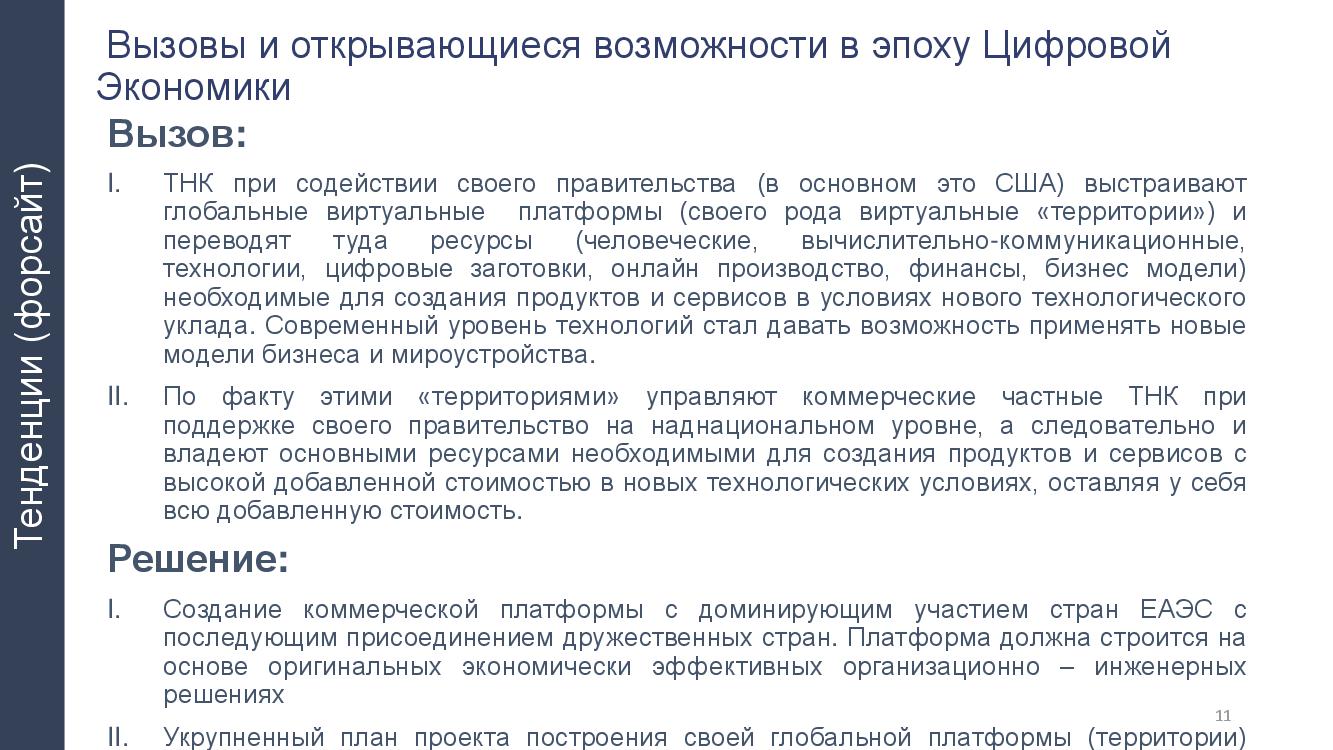 Тенденции (форсайт)
Вызовы и открывающиеся возможности в эпоху Цифровой
Экономики
Вызов:
I. ТНК при содействии своего правительства (в основном это США) выстраивают
глобальные виртуальные платформы (своего рода виртуальные «территории») и
переводят туда ресурсы (человеческие, вычислительно-коммуникационные,
технологии, цифровые заготовки, онлайн производство, финансы, бизнес модели)
необходимые для создания продуктов и сервисов в условиях нового технологического
уклада. Современный уровень технологий стал давать возможность применять новые
модели бизнеса и мироустройства.
II. По факту этими «территориями» управляют коммерческие частные ТНК при
поддержке своего правительство на наднациональном уровне, а следовательно и
владеют основными ресурсами необходимыми для создания продуктов и сервисов с
высокой добавленной стоимостью в новых технологических условиях, оставляя у себя
всю добавленную стоимость.
Решение:
I. Создание коммерческой платформы с доминирующим участием стран ЕАЭС с
последующим присоединением дружественных стран. Платформа должна строится на
основе оригинальных экономически эффективных организационно – инженерных
решениях
11
II. Укрупненный план проекта построения своей глобальной платформы (территории)